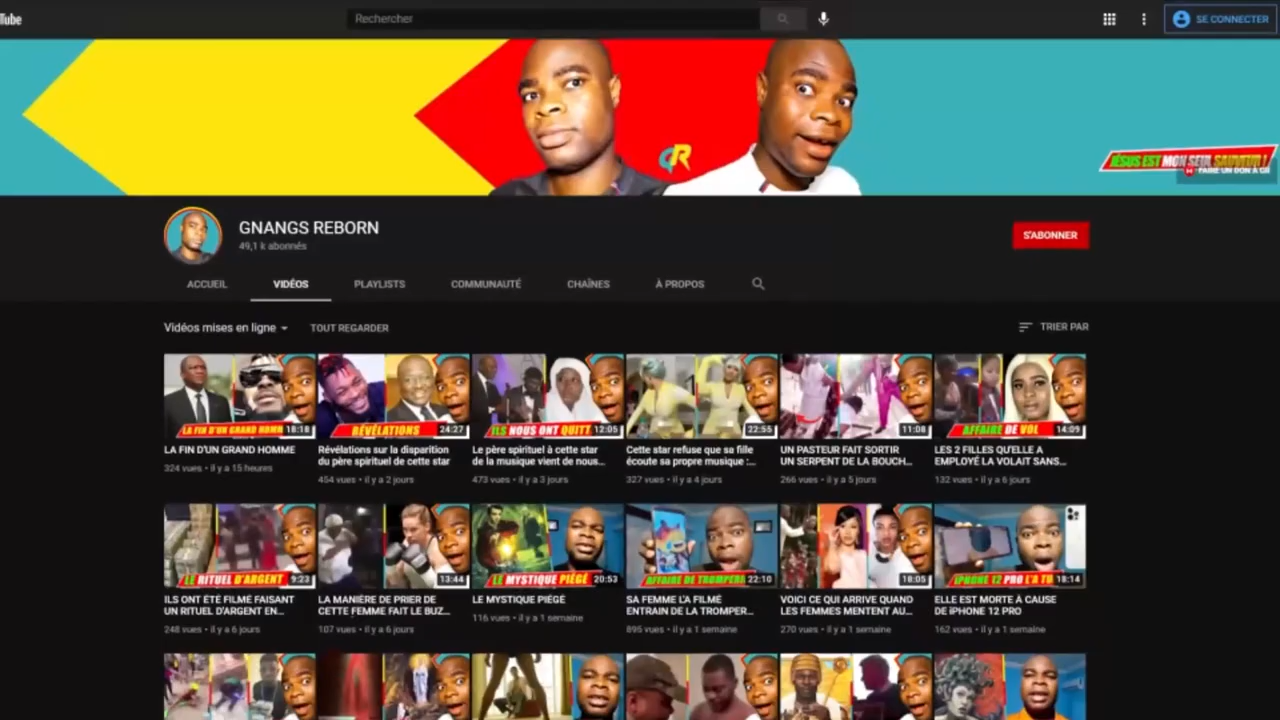 Tube
Rechercher
SE CONNECTER
GR
JÉSUS EST MON SEUL SAUVEUR !
FAIRE UN DON À GR
GNANGS REBORN
49,1 k abonnés
S'ABONNER
ACCUEIL VIDÉOS PLAYLISTS COMMUNAUTÉ CHAÎNES À PROPOS
Vidéos mises en ligne TOUT REGARDER TRIER PAR
LA FIN D'UN GRAND HOMM 18:18
RÉVÉLATIONS 24:27
ILS NOUS ONT QUITT 12:05
22:55
11:08
AFFAIRE DE VOL 14:09
LA FIN D'UN GRAND HOMME
324 vues • il y a 15 heures
Révélations sur la disparition
du père spirituel de cette star
454 vues • il y a 2 jours
Le père spirituel à cette star
de la musique vient de nous...
473 vues • il y a 3 jours
Cette star refuse que sa fille
écoute sa propre musique :...
327 vues • il y a 4 jours
UN PASTEUR FAIT SORTIR
UN SERPENT DE LA BOUCH...
266 vues • il y a 5 jours
LES 2 FILLES QU'ELLE A
EMPLOYÉ LA VOLAIT SANS...
132 vues • il y a 6 jours
LE RITUEL D'ARGENT 9:23
13:44
LE MYSTIQUE PIÉGÉ 20:53
AFFAIRE DE TROMPERI 22:10
18:05
IPHONE 12 PRO L'A TU 18:14
ILS ONT ÉTÉ FILMÉ FAISANT
UN RITUEL D'ARGENT EN...
248 vues • il y a 6 jours
LA MANIÈRE DE PRIER DE
CETTE FEMME FAIT LE BUZ...
107 vues • il y a 6 jours
LE MYSTIQUE PIÉGÉ
116 vues • il y a 1 semaine
SA FEMME L'A FILMÉ
ENTRAIN DE LA TROMPER...
895 vues • il y a 1 semaine
VOICI CE QUI ARRIVE QUAND
LES FEMMES MENTENT AU...
270 vues • il y a 1 semaine
ELLE EST MORTE À CAUSE
DE iPHONE 12 PRO
162 vues • il y a 1 semaine